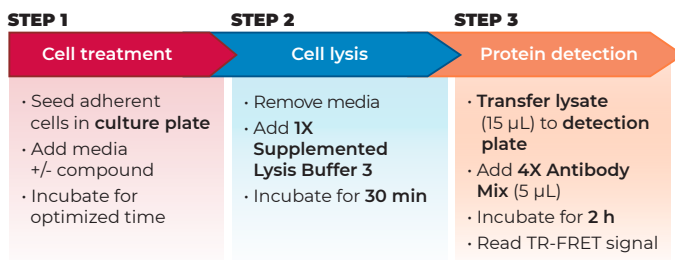 STEP 1
Cell treatment
· Seed adherent
cells in culture plate
· Add media
+/- compound
· Incubate for
optimized time
STEP 2
Cell lysis
· Remove media
· Add 1X
Supplemented
Lysis Buffer 3
· Incubate for 30 min
STEP 3
Protein detection
· Transfer lysate
(15 µL) to detection
plate
· Add 4X Antibody
Mix (5 µL)
· Incubate for 2 h
· Read TR-FRET signal